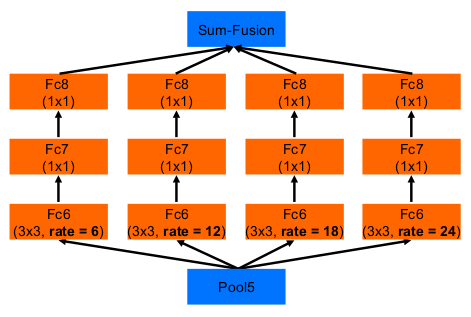 Sum-Fusion
Fc8
(1x1)
Fc8
(1x1)
Fc8
(1x1)
Fc8
(1x1)
Fc7
(1x1)
Fc7
(1x1)
Fc7
(1x1)
Fc7
(1x1)
Fc6
(3x3, rate = 6)
Fc6
(3x3, rate = 12)
Fc6
(3x3, rate = 18)
Fc6
(3x3, rate = 24)
Pool5